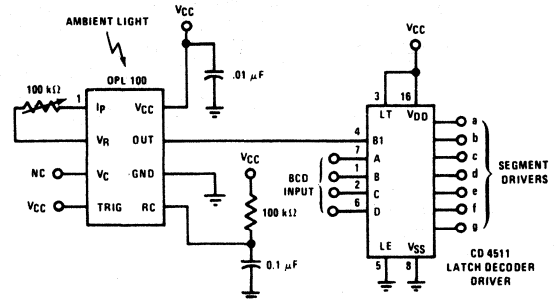 AMBIENT LIGHT
VCC
OPL 100
.01 μF
100 kΩ
1
IP
VCC
VR
OUT
NC
VC
GND
VCC
TRIG
RC
VCC
100 kΩ
0.1 μF
VCC
3
16
LT
VDD
4
B1
7
A
1
B
2
C
6
D
BCD
INPUT
a
b
c
d
e
f
g
SEGMENT
DRIVERS
LE
VSS
5
8
CD 4511
LATCH DECODER
DRIVER